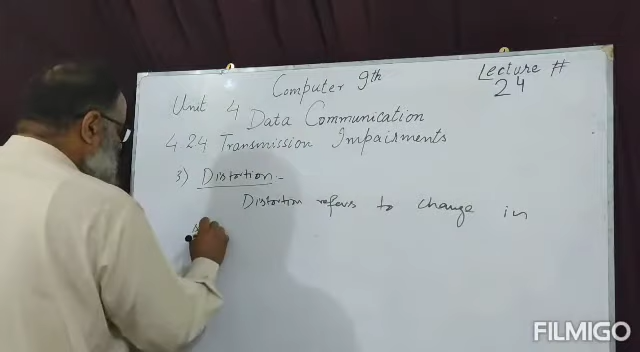 Computer 9th
Lecture #
24
Unit 4 Data Communication
4.24 Transmission Impairments
3) Distortion:-
Distortion refers to change in
FILMIGO